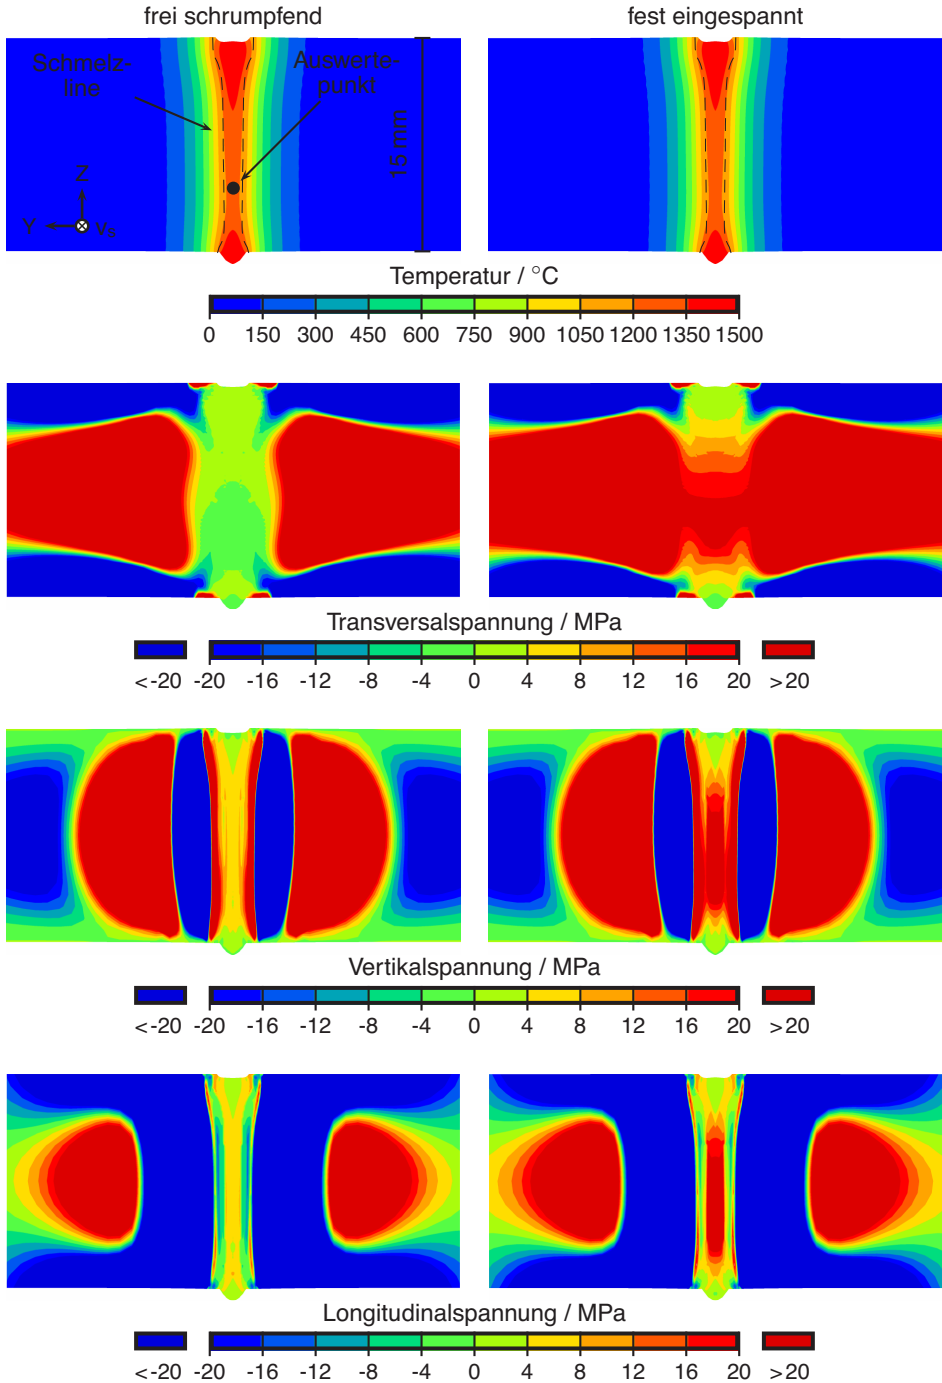 frei schrumpfend
fest eingespannt
Schmelz-
line
Auswerte-
punkt
15 mm
Z
Y
vs
Temperatur / °C
0 150 300 450 600 750 900 1050 1200 1350 1500
Transversalspannung / MPa
<-20 -20 -16 -12 -8 -4 0 4 8 12 16 20 >20
Vertikalspannung / MPa
<-20 -20 -16 -12 -8 -4 0 4 8 12 16 20 >20
Longitudinalspannung / MPa
<-20 -20 -16 -12 -8 -4 0 4 8 12 16 20 >20